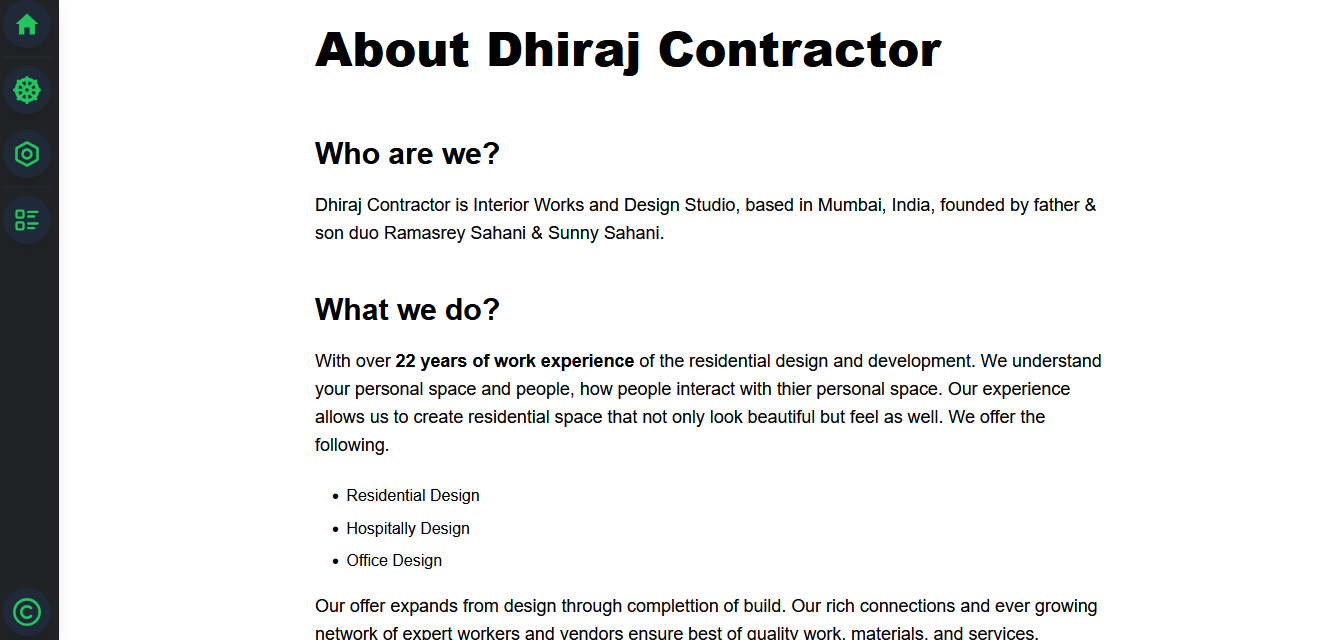 About Dhiraj Contractor
Who are we?
Dhiraj Contractor is Interior Works and Design Studio, based in Mumbai, India, founded by father &
son duo Ramasrey Sahani & Sunny Sahani.
What we do?
With over 22 years of work experience of the residential design and development. We understand
your personal space and people, how people interact with thier personal space. Our experience
allows us to create residential space that not only look beautiful but feel as well. We offer the
following.
• Residential Design
• Hospitally Design
• Office Design
Our offer expands from design through complettion of build. Our rich connections and ever growing
network of expert workers and vendors ensure best of quality work, materials, and services.